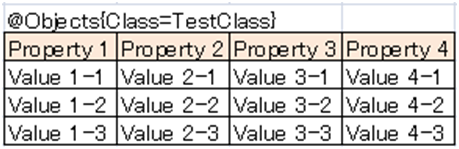 @Objects{Class=TestClass}
Property 1 Property 2 Property 3 Property 4
Value 1-1 Value 2-1 Value 3-1 Value 4-1
Value 1-2 Value 2-2 Value 3-2 Value 4-2
Value 1-3 Value 2-3 Value 3-3 Value 4-3